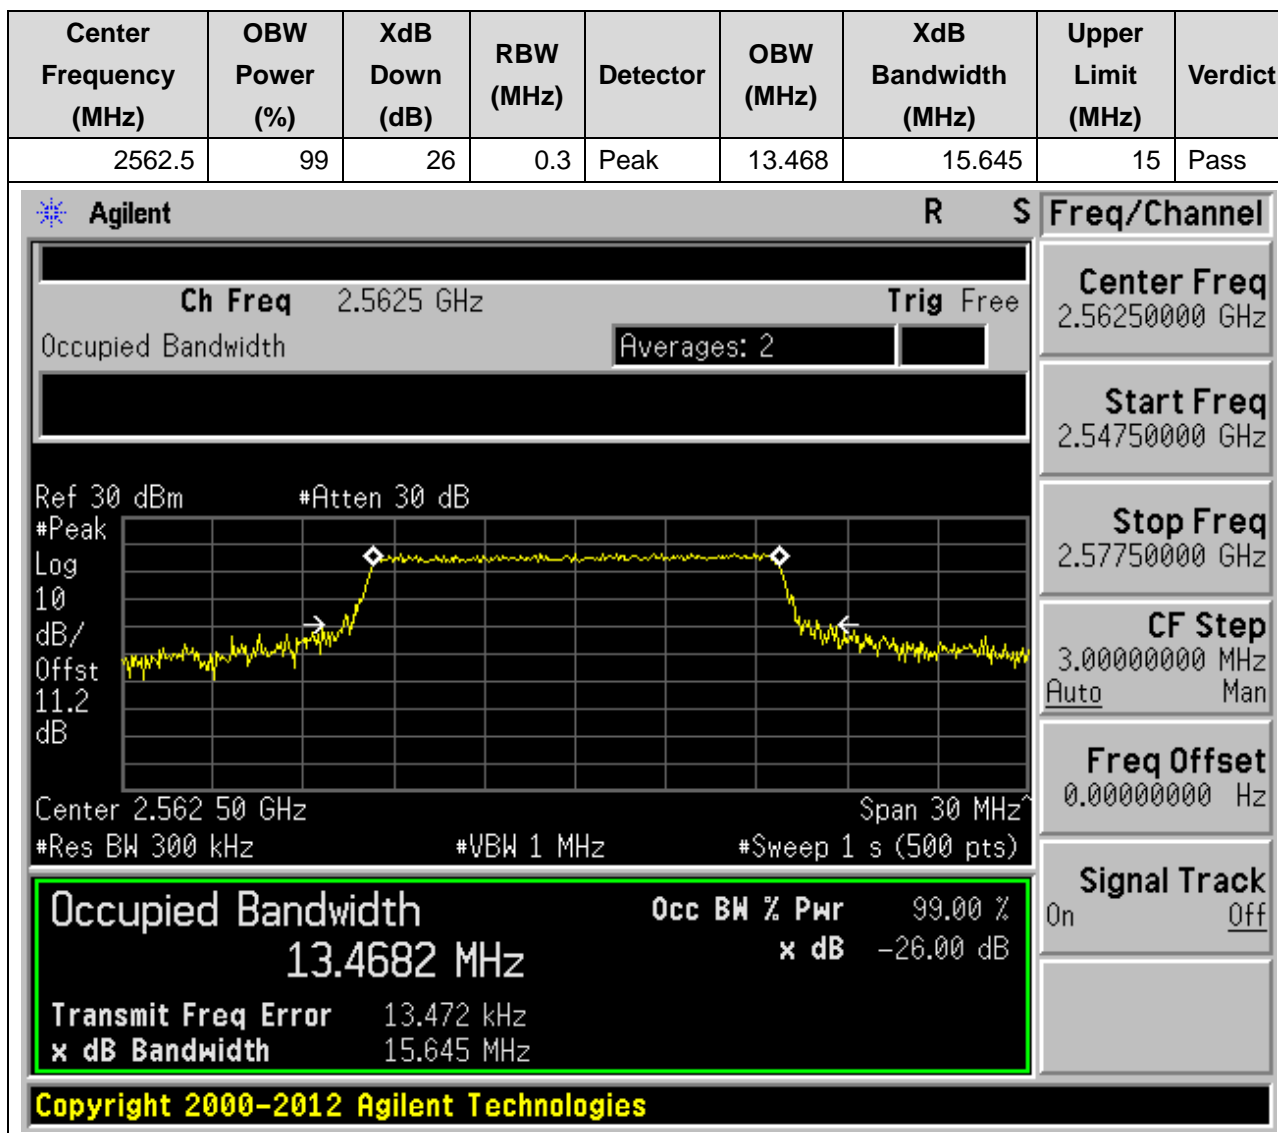 Center Frequency (MHz) OBW Power (%) XdB Down (dB) RBW (MHz) Detector OBW (MHz) XdB Bandwidth (MHz) Upper Limit (MHz) Verdict
2562.5 99 26 0.3 Peak 13.468 15.645 15 Pass
Agilent R S Freq/Channel
Ch Freq 2.5625 GHz Trig Free
Occupied Bandwidth Averages: 2
Center Freq
2.56250000 GHz
Start Freq
2.54750000 GHz
Stop Freq
2.57750000 GHz
CF Step
3.00000000 MHz
Auto Man
Freq Offset
0.00000000 Hz
Signal Track
On Off
Ref 30 dBm #Atten 30 dB
#Peak
Log
10
dB/
Offst
11.2
dB
Center 2.562 50 GHz Span 30 MHz^
#Res BW 300 kHz #VBW 1 MHz #Sweep 1 s (500 pts)
Occupied Bandwidth Occ BW % Pwr 99.00 %
13.4682 MHz x dB -26.00 dB
Transmit Freq Error 13.472 kHz
x dB Bandwidth 15.645 MHz
Copyright 2000-2012 Agilent Technologies